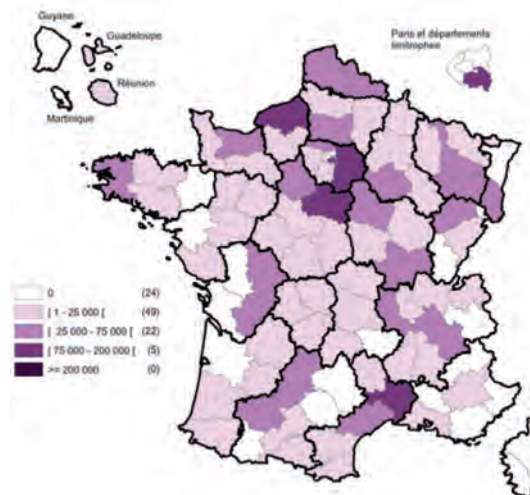 Guyane
Guadeloupe
Réunion
Martinique
Paris et départements
limitrophes
0 (24)
[ 1 - 25 000 [ (49)
[ 25 000 - 75 000 [ (22)
[ 75 000 - 200 000 [ (5)
>= 200 000 (0)